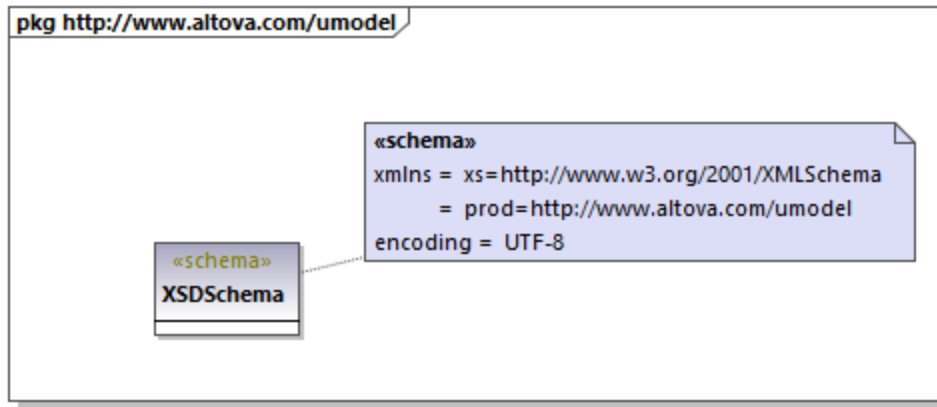 pkg http://www.altova.com/umodel
«schema»
xmlns = xs=http://www.w3.org/2001/XMLSchema
= prod=http://www.altova.com/umodel
encoding = UTF-8
«schema»
XSDSchema